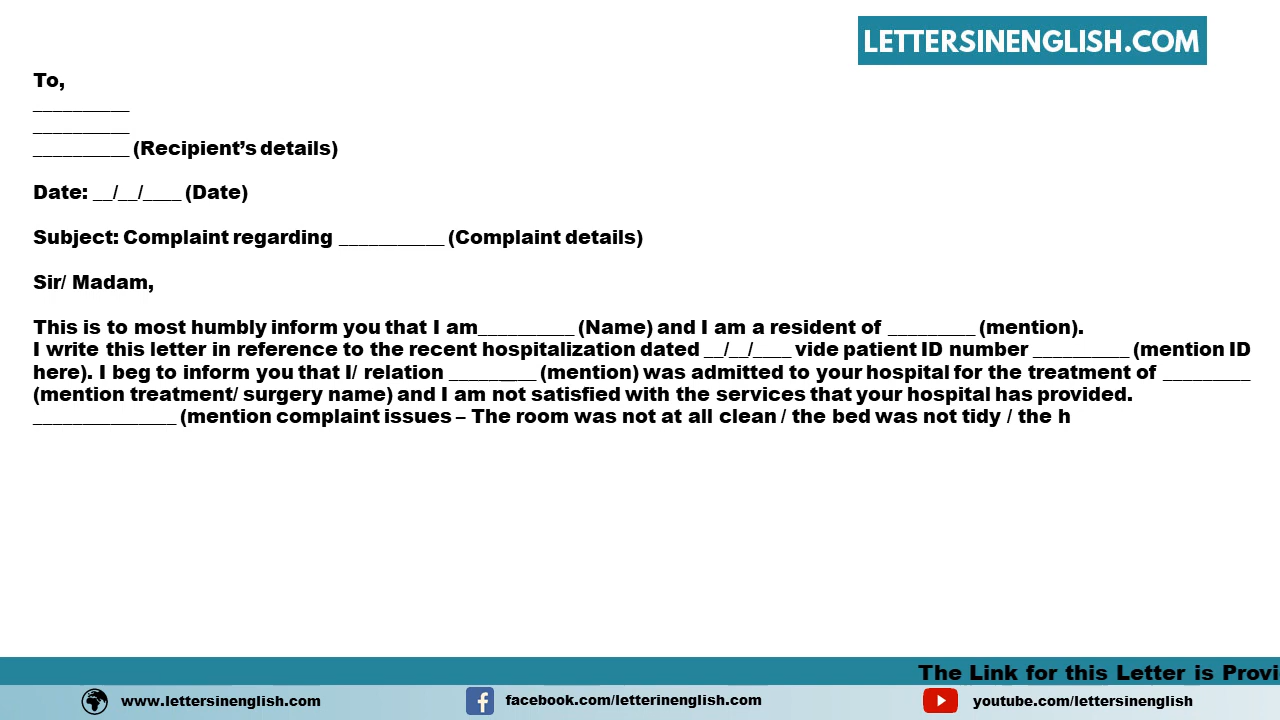 LETTERSINENGLISH.COM
To,
__________
__________
__________ (Recipient’s details)
Date: __/__/____ (Date)
Subject: Complaint regarding ___________ (Complaint details)
Sir/ Madam,
This is to most humbly inform you that I am__________ (Name) and I am a resident of _________ (mention).
I write this letter in reference to the recent hospitalization dated __/__/____ vide patient ID number __________ (mention ID
here). I beg to inform you that I/ relation _________ (mention) was admitted to your hospital for the treatment of _________
(mention treatment/ surgery name) and I am not satisfied with the services that your hospital has provided.
_______________ (mention complaint issues – The room was not at all clean / the bed was not tidy / the h
The Link for this Letter is Provi
www.lettersinenglish.com
facebook.com/letterinenglish.com
youtube.com/lettersinenglish